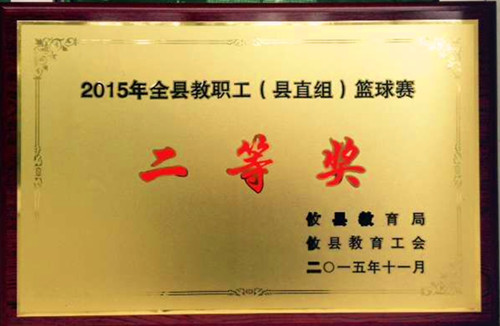 2015年全县教职工（县直组）篮球赛
二等奖
攸县教育局
攸县教育工会
二〇一五年十一月